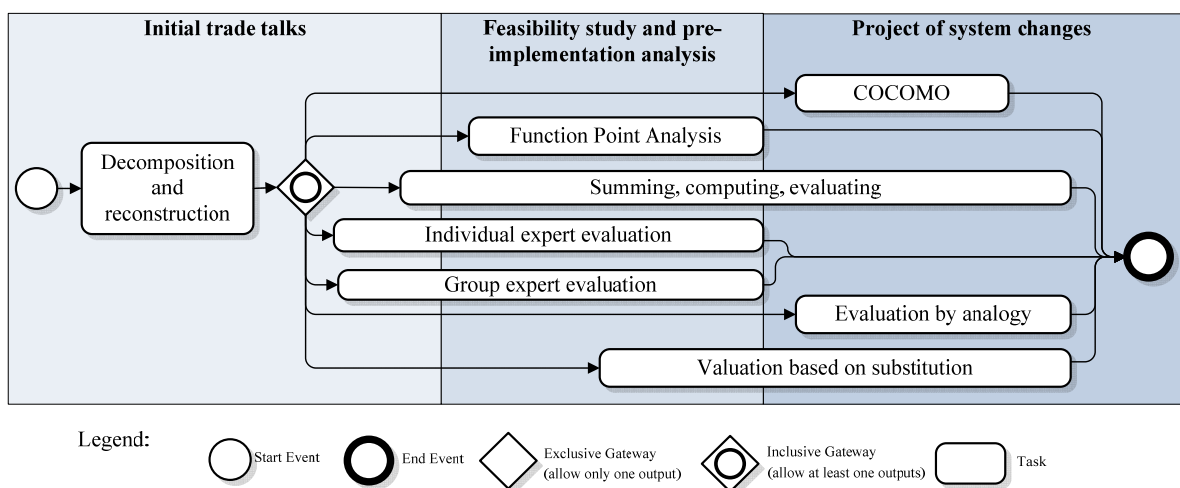 Initial trade talks
Feasibility study and pre-
implementation analysis
Project of system changes
COCOMO
Function Point Analysis
Decomposition
and
reconstruction
Summing, computing, evaluating
Individual expert evaluation
Group expert evaluation
Evaluation by analogy
Valuation based on substitution
Legend:
Start Event
End Event
Exclusive Gateway
(allow only one output)
Inclusive Gateway
(allow at least one outputs)
Task